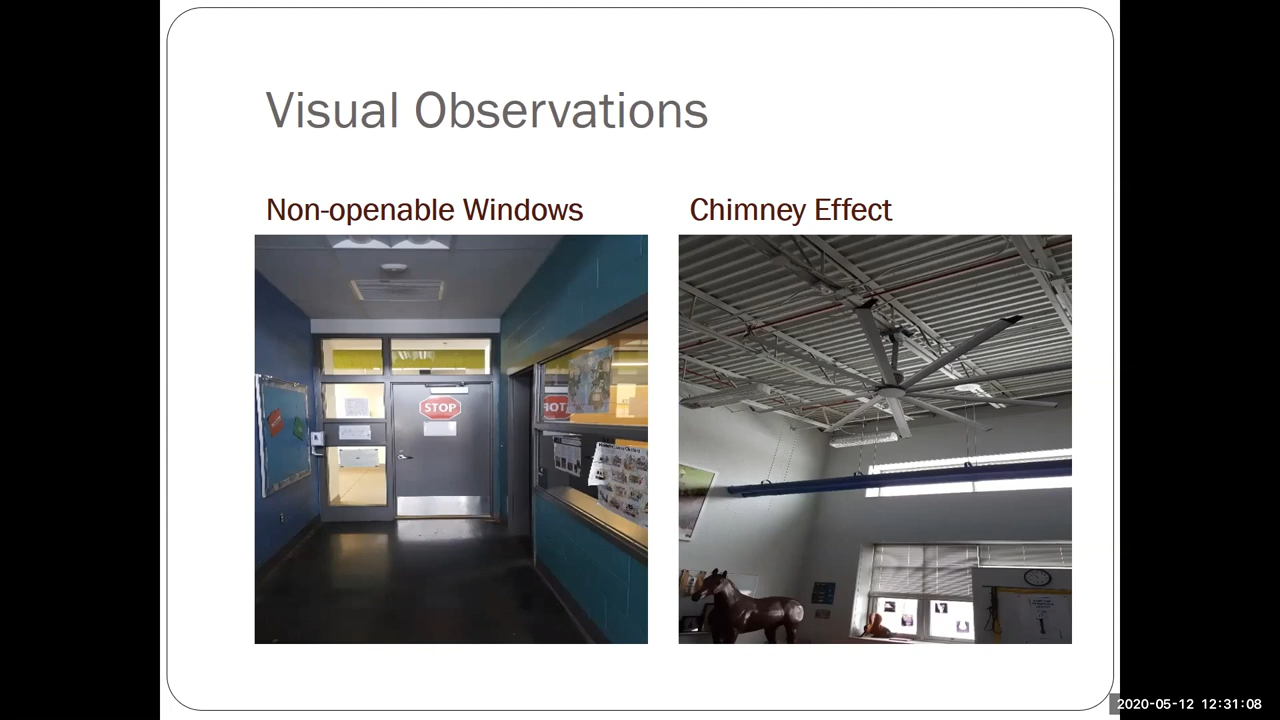 Visual Observations
Non-openable Windows
Chimney Effect
STOP
2020-05-12 12:31:08